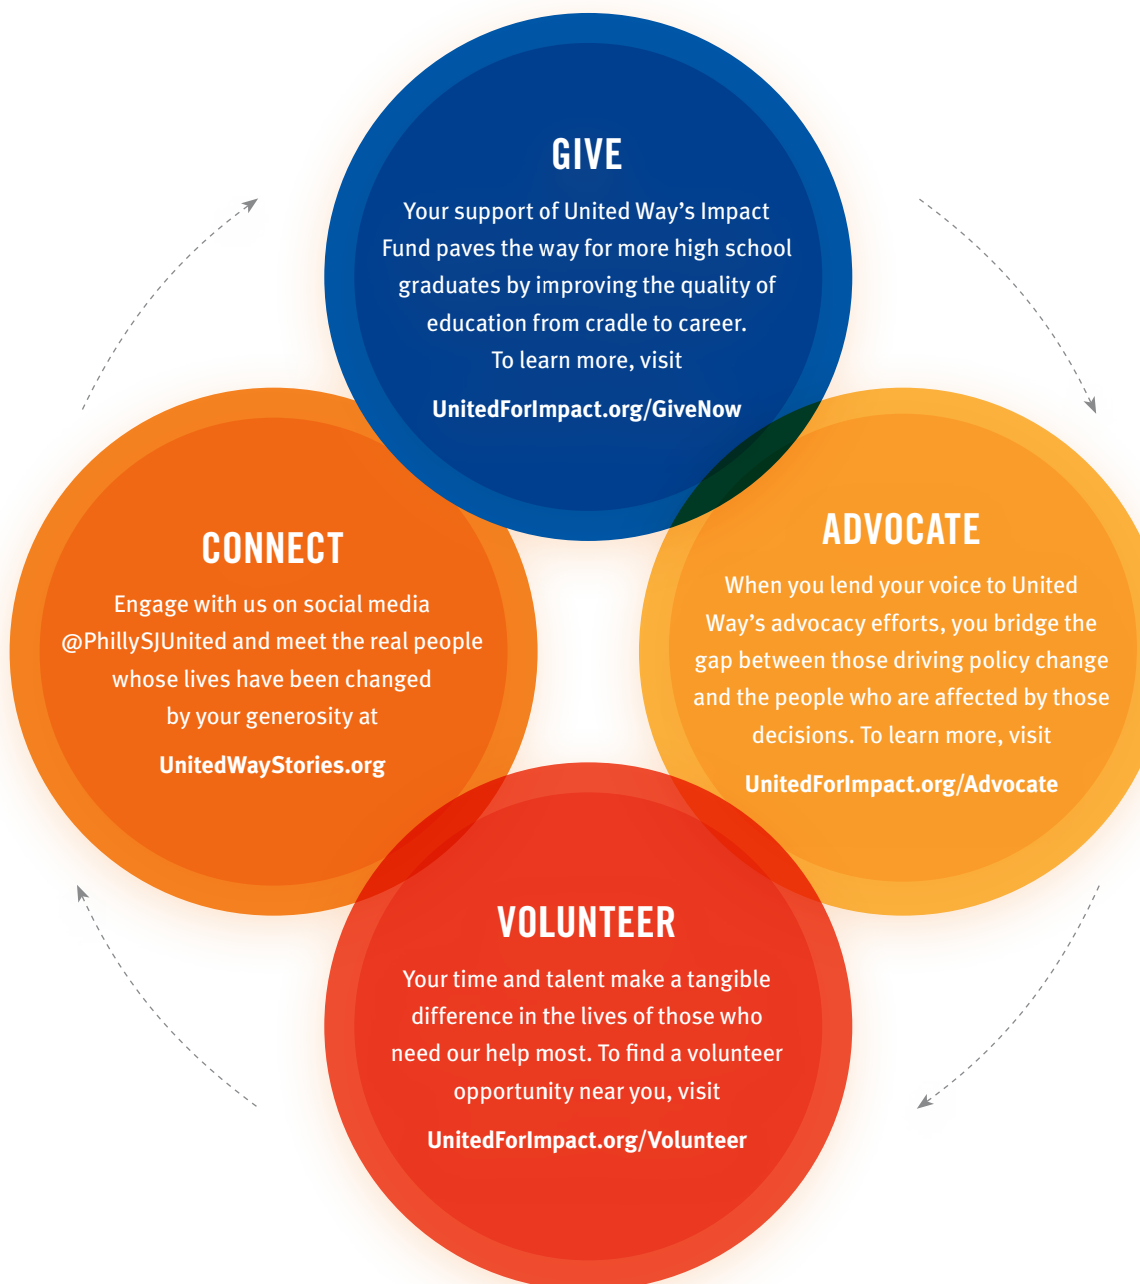 GIVE
Your support of United Way’s Impact
Fund paves the way for more high school
graduates by improving the quality of
education from cradle to career.
To learn more, visit
UnitedForImpact.org/GiveNow
CONNECT
Engage with us on social media
@PhillySJUnited and meet the real people
whose lives have been changed
by your generosity at
UnitedWayStories.org
ADVOCATE
When you lend your voice to United
Way’s advocacy efforts, you bridge the
gap between those driving policy change
and the people who are affected by those
decisions. To learn more, visit
UnitedForImpact.org/Advocate
VOLUNTEER
Your time and talent make a tangible
difference in the lives of those who
need our help most. To find a volunteer
opportunity near you, visit
UnitedForImpact.org/Volunteer